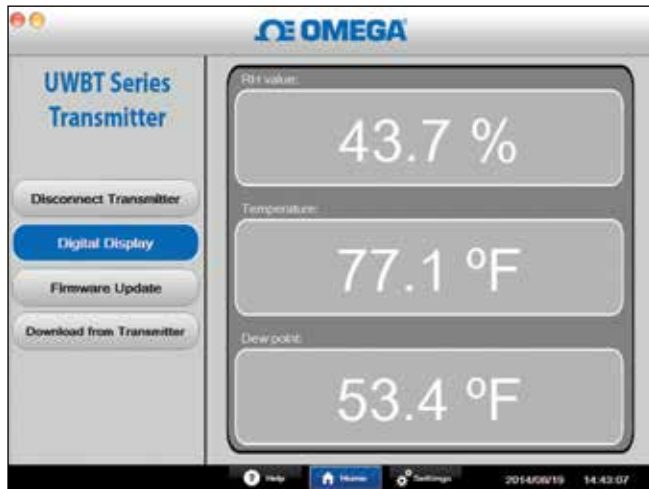 OMEGA
UWBT Series
Transmitter
Disconnect Transmitter
Digital Display
Firmware Update
Download from Transmitter
RH value:
43.7 %
Temperature:
77.1 ºF
Dew point:
53.4 ºF
Help
Home
Settings
2014/08/19 14:43:07